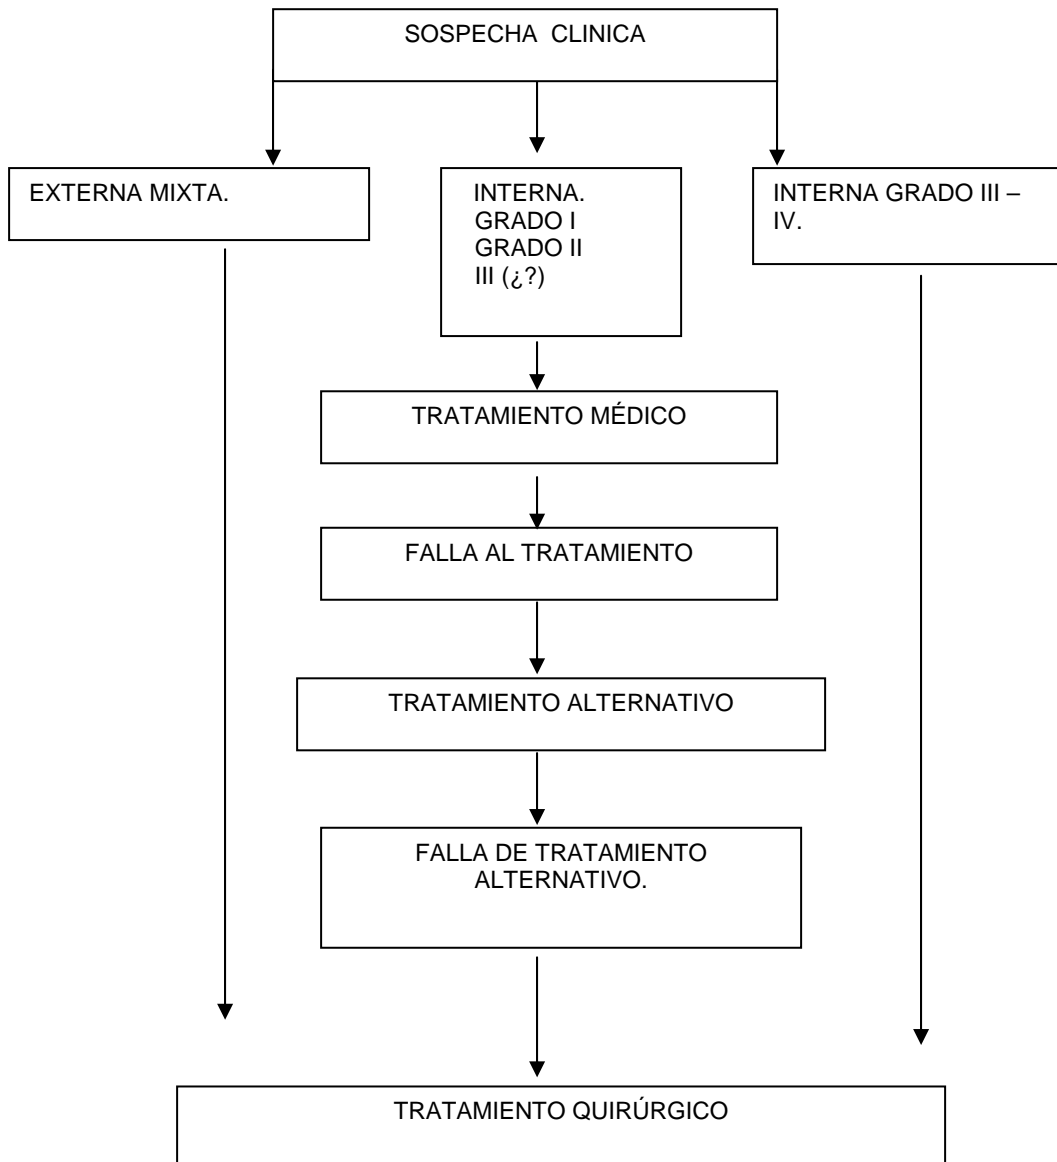 SOSPECHA CLINICA
EXTERNA MIXTA.
INTERNA.
GRADO I
GRADO II
III (¿?)
INTERNA GRADO III –
IV.
TRATAMIENTO MÉDICO
FALLA AL TRATAMIENTO
TRATAMIENTO ALTERNATIVO
FALLA DE TRATAMIENTO
ALTERNATIVO.
TRATAMIENTO QUIRÚRGICO